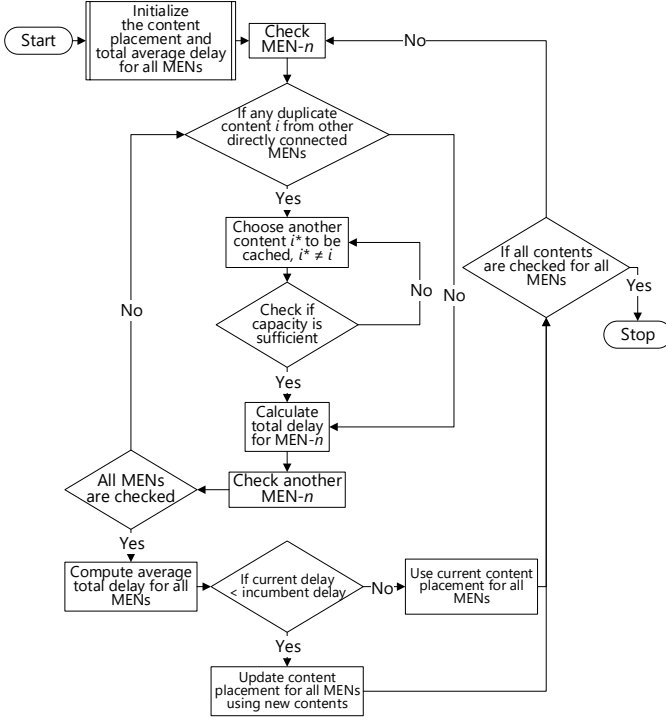 Start
Initialize
the content
placement and
total average delay
for all MENs
Check
MEN-n
No
If any duplicate
content i from other
directly connected
MENs
Yes
Choose another
content i* to be
cached, i* ≠ i
No
No
Check if
capacity is
sufficient
Yes
Calculate
total delay
for MEN-n
Check another
MEN-n
All MENs
are checked
No
Yes
Compute average
total delay for all
MENs
If current delay
< incumbent delay
No
Use current content
placement for all
MENs
Yes
Update content
placement for all MENs
using new contents
If all contents
are checked for all
MENs
Yes
Stop